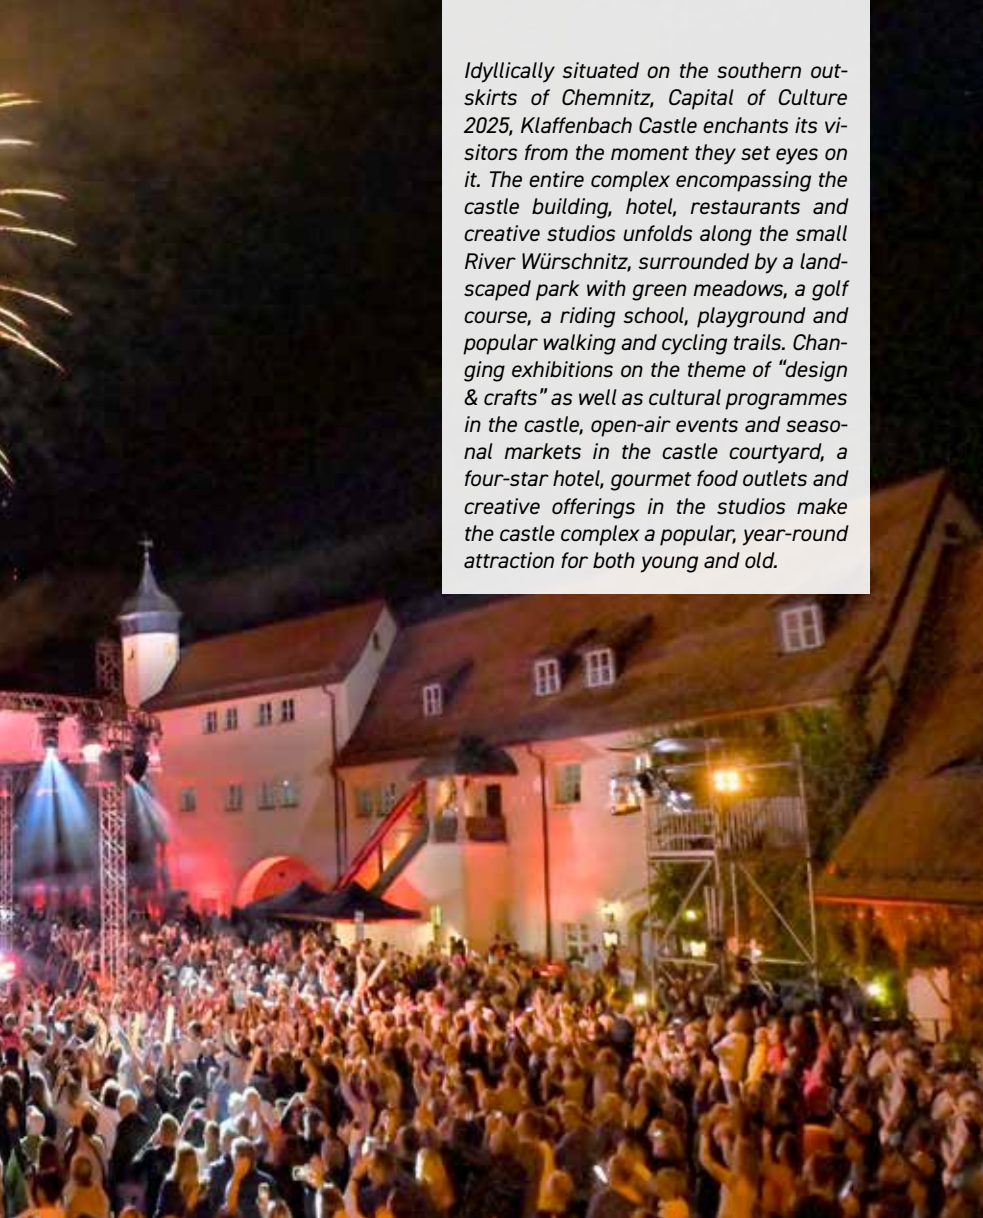 Idyllically situated on the southern out-
skirts of Chemnitz, Capital of Culture
2025, Klaffenbach Castle enchants its vi-
sitors from the moment they set eyes on
it. The entire complex encompassing the
castle building, hotel, restaurants and
creative studios unfolds along the small
River Würschnitz, surrounded by a land-
scaped park with green meadows, a golf
course, a riding school, playground and
popular walking and cycling trails. Chan-
ging exhibitions on the theme of “design
& crafts” as well as cultural programmes
in the castle, open-air events and seaso-
nal markets in the castle courtyard, a
four-star hotel, gourmet food outlets and
creative offerings in the studios make
the castle complex a popular, year-round
attraction for both young and old.